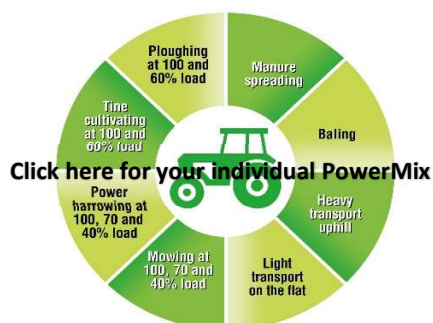 Ploughing
at 100 and
60% load
Manure
spreading
Tine
cultivating
at 100 and
60% load
Baling
Click here for your individual PowerMix
Power
harrowing at
100, 70 and
40% load
Heavy
transport
uphill
Mowing at
100, 70 and
40% load
Light
transport
on the flat